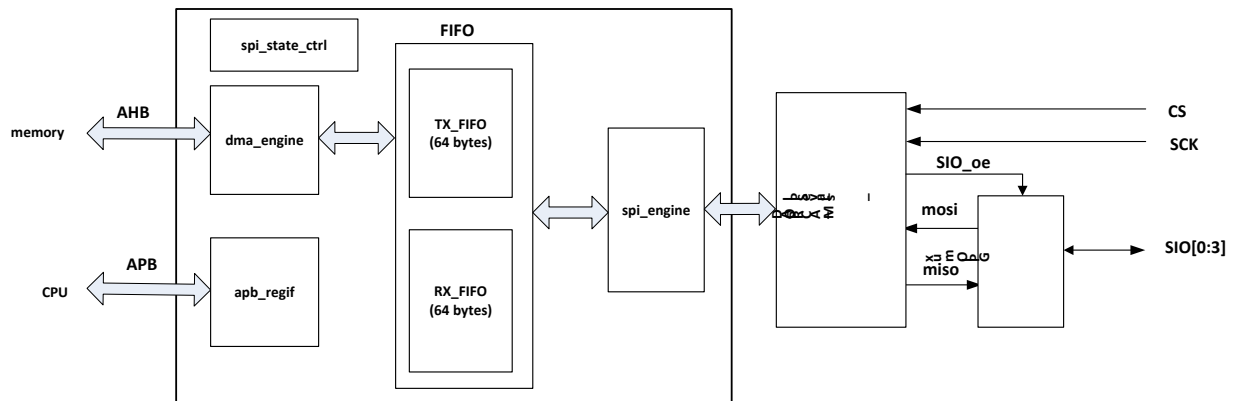 spi_state_ctrl
FIFO
AHB
memory
dma_engine
TX_FIFO
(64 bytes)
CS
SCK
SIO_oe
spi_engine
mosi
SIO[0:3]
miso
APB
CPU
apb_regif
RX_FIFO
(64 bytes)